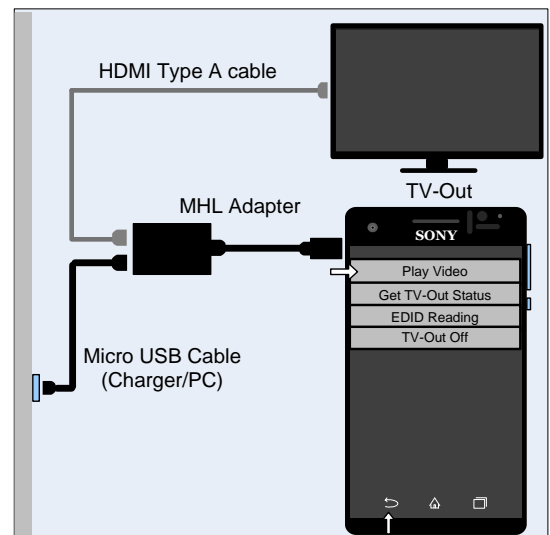 HDMI Type A cable
TV-Out
MHL Adapter
SONY
Play Video
Get TV-Out Status
EDID Reading
TV-Out Off
Micro USB Cable
(Charger/PC)